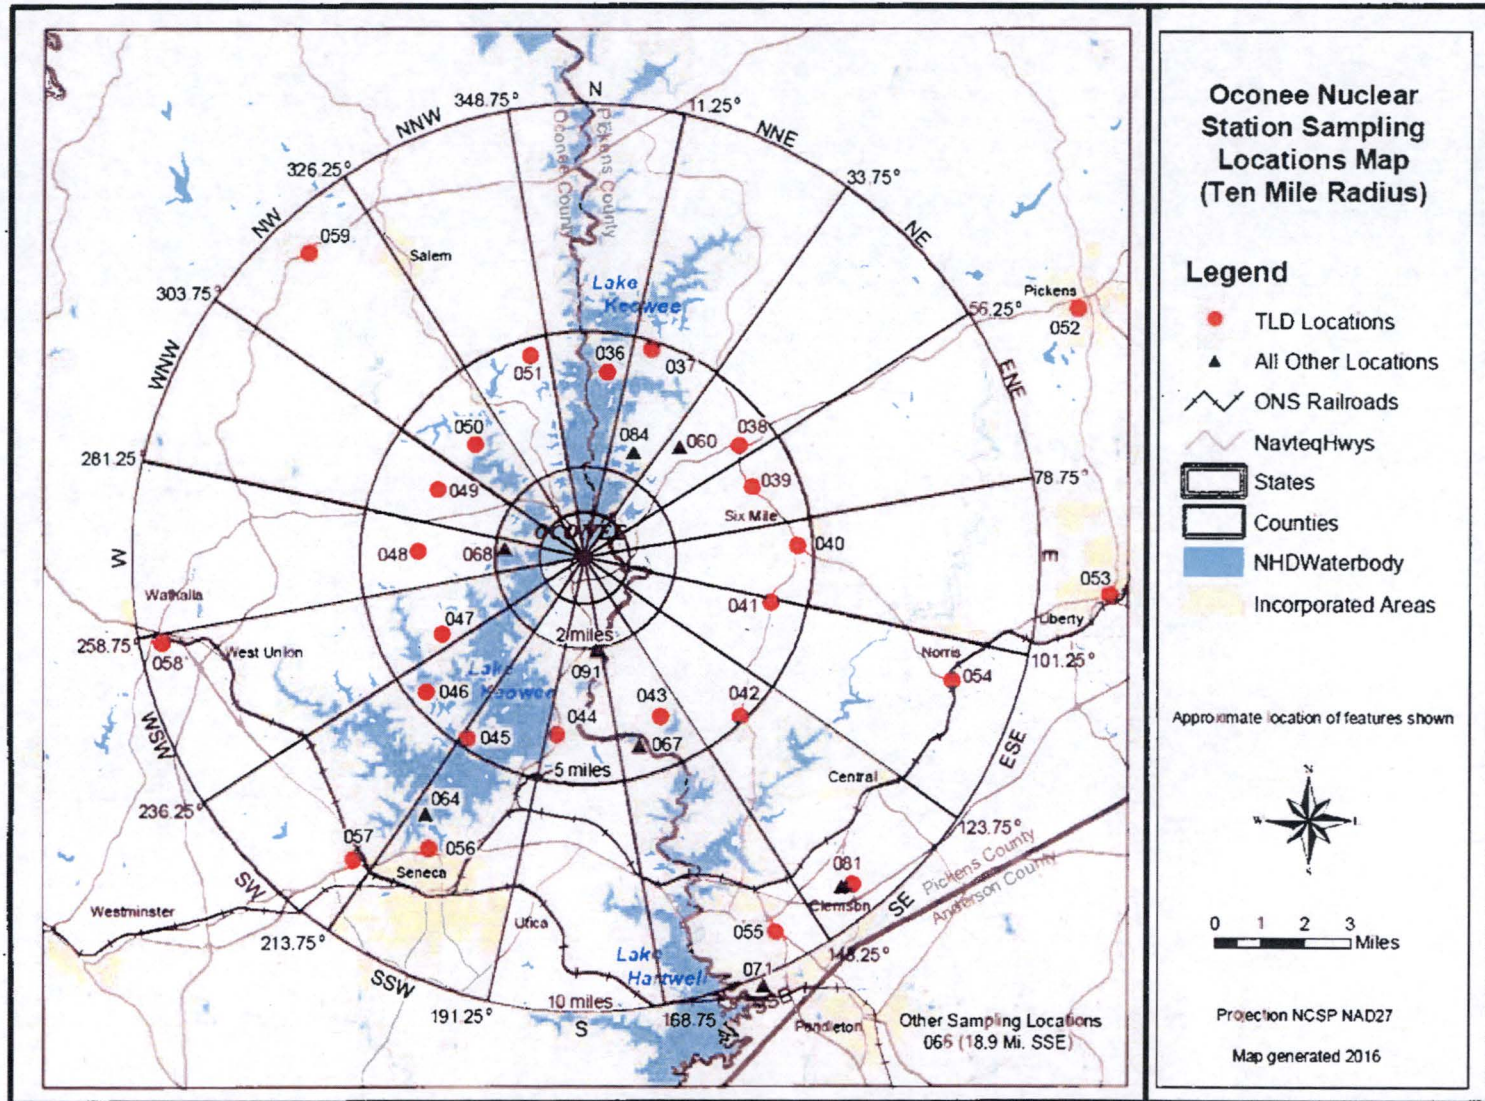 Oconee Nuclear
Station Sampling
Locations Map
(Ten Mile Radius)
Legend
TLD Locations
All Other Locations
ONS Railroads
NavteqHwys
States
Counties
NHDWaterbody
Incorporated Areas
Approximate location of features shown
N
W
S
0 1 2 3
Miles
Projection NCSP NAD27
Map generated 2016
348.75°
N
11.25°
NNW
NNE
Pickens County
Oconee County
326.25°
33.75°
NW
NE
059
Salem
303.75°
Lake
Keowee
Pickens
56.25°
052
WNW
036
037
051
ENE
050
084
060
038
281.25°
78.75°
049
039
Six Mile
W
048
068
040
E
053
041
Walhalla
Liberty
047
2 miles
258.75°
058
West Union
Norris
101.25°
091
Lake
Keowee
054
046
043
042
WSW
044
045
067
ESE
5 miles
Central
236.25°
064
123.75°
057
056
081
Pickens County
Anderson County
Seneca
SW
Clemson
SE
Westminster
Utica
055
213.75°
146.25°
Lake
Hartwell
071
SSW
10 miles
SSE
191.25°
S
168.75
Pendleton
Other Sampling Locations
066 (18.9 Mi. SSE)